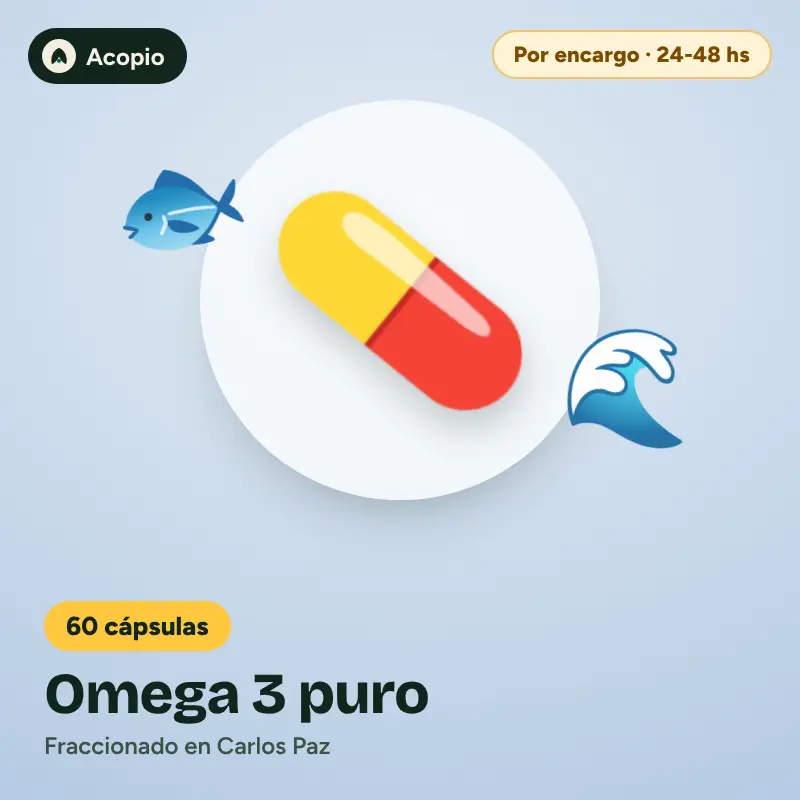 Acopio
Por encargo · 24-48 hs
60 cápsulas
Omega 3 puro
Fraccionado en Carlos Paz